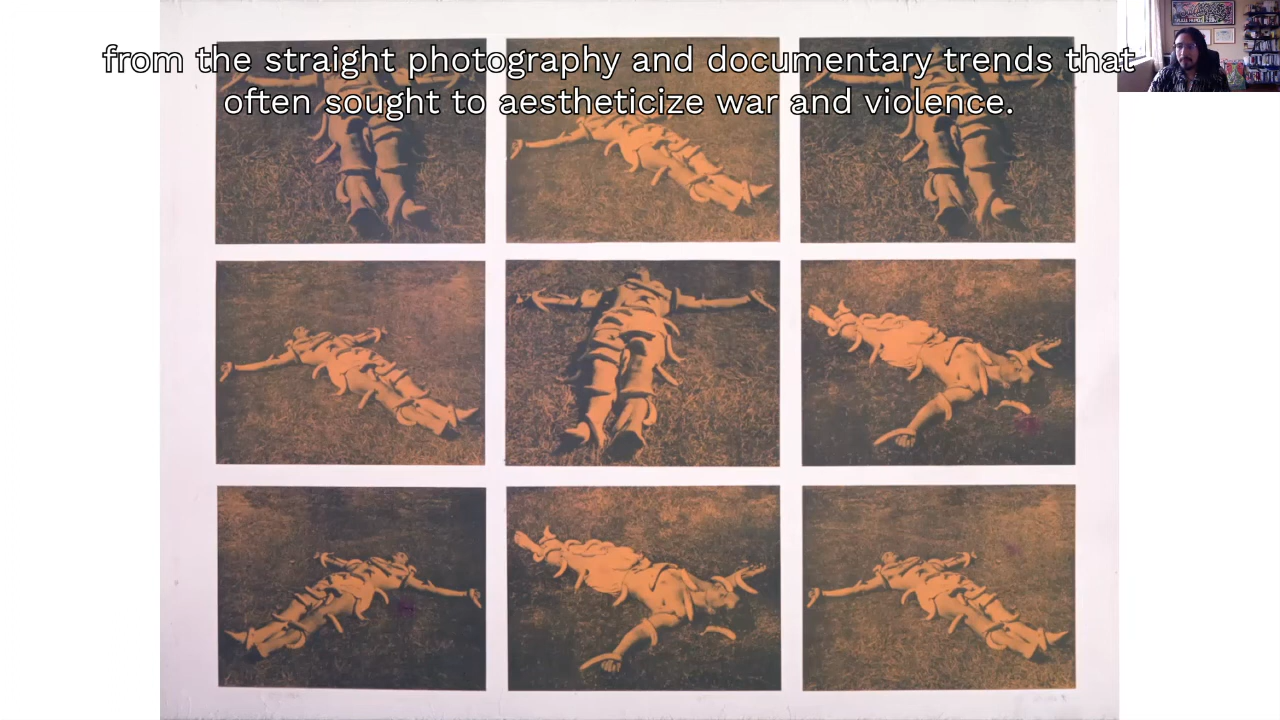 from the straight photography and documentary trends that
often sought to aestheticize war and violence.